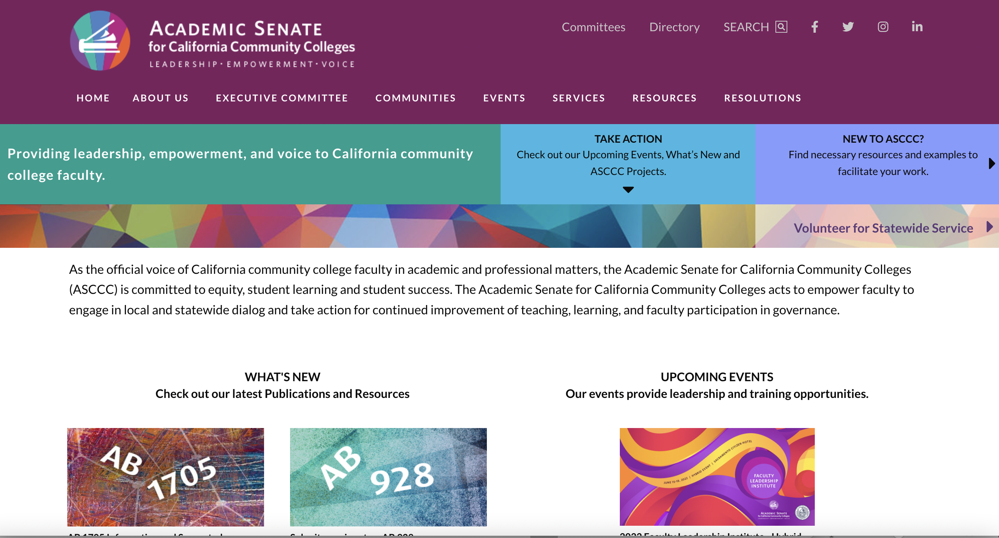 ACADEMIC SENATE
for California Community Colleges
LEADERSHIP · EMPOWERMENT · VOICE
Committees Directory SEARCH
HOME ABOUT US EXECUTIVE COMMITTEE COMMUNITIES EVENTS SERVICES RESOURCES RESOLUTIONS
Providing leadership, empowerment, and voice to California community
college faculty.
TAKE ACTION
Check out our Upcoming Events, What’s New and
ASCCC Projects.
NEW TO ASCCC?
Find necessary resources and examples to
facilitate your work.
Volunteer for Statewide Service
As the official voice of California community college faculty in academic and professional matters, the Academic Senate for California Community Colleges
(ASCCC) is committed to equity, student learning and student success. The Academic Senate for California Community Colleges acts to empower faculty to
engage in local and statewide dialog and take action for continued improvement of teaching, learning, and faculty participation in governance.
WHAT'S NEW
Check out our latest Publications and Resources
AB
1705
AB
928
UPCOMING EVENTS
Our events provide leadership and training opportunities.
JUNE 15-18, 2022 | HYBRID EVENT | SACRAMENTO CITIZEN HOTEL
FACULTY
LEADERSHIP
INSTITUTE
ACADEMIC SENATE
for California Community Colleges
LEADERSHIP · EMPOWERMENT · VOICE
2022 Faculty Leadership Institute - Hybrid